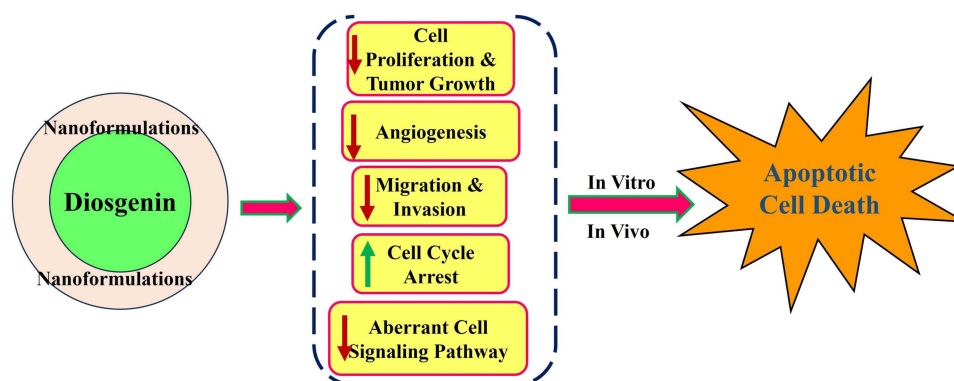 Nanoformulations
Diosgenin
Nanoformulations
Cell
Proliferation &
Tumor Growth
Angiogenesis
Migration &
Invasion
Cell Cycle
Arrest
Aberrant Cell
Signaling Pathway
In Vitro
In Vivo
Apoptotic
Cell Death